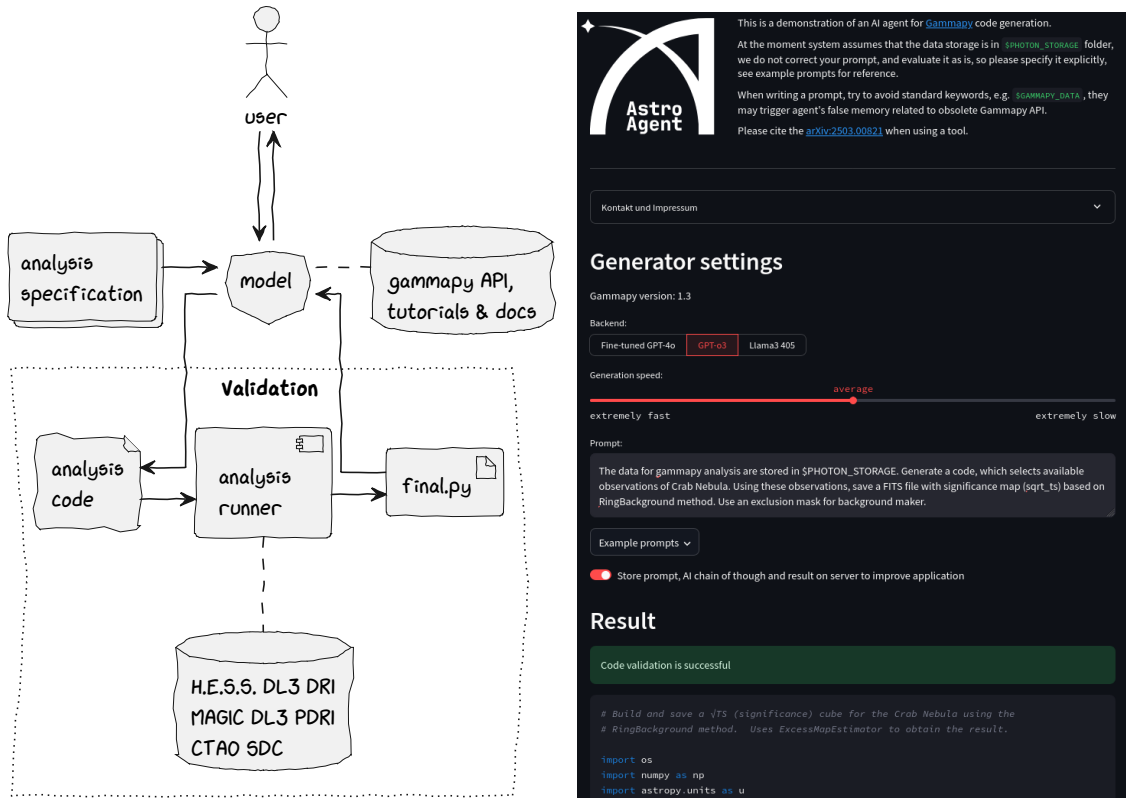 user
analysis
specification
model
gammapy API,
tutorials & docs
Validation
analysis
code
analysis
runner
final.py
H.E.S.S. DL3 DRI
MAGIC DL3 PDRI
CTAO SDC
Astro
Agent
This is a demonstration of an AI agent for Gammapy code generation.
At the moment system assumes that the data storage is in $PHOTON_STORAGE folder,
we do not correct your prompt, and evaluate it as is, so please specify it explicitly,
see example prompts for reference.
When writing a prompt, try to avoid standard keywords, e.g. $GAMMAPY_DATA, they
may trigger agent's false memory related to obsolete Gammapy API.
Please cite the arXiv:2503.00821 when using a tool.
Kontakt und Impressum
Generator settings
Gammapy version: 1.3
Backend:
Fine-tuned GPT-4o GPT-o3 Llama3 405
Generation speed:
average
extremely fast extremely slow
Prompt:
The data for gammapy analysis are stored in $PHOTON_STORAGE. Generate a code, which selects available
observations of Crab Nebula. Using these observations, save a FITS file with significance map (sqrt_ts) based on
RingBackground method. Use an exclusion mask for background maker.
Example prompts
Store prompt, AI chain of though and result on server to improve application
Result
Code validation is successful
# Build and save a √TS (significance) cube for the Crab Nebula using the
# RingBackground method.  Uses ExcessMapEstimator to obtain the result.
import os
import numpy as np
import astropy.units as u